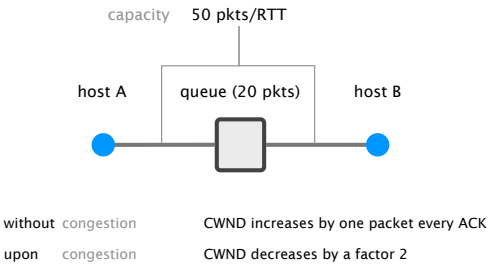 capacity 50 pkts/RTT
host A queue (20 pkts) host B
without congestion CWND increases by one packet every ACK
upon congestion CWND decreases by a factor 2